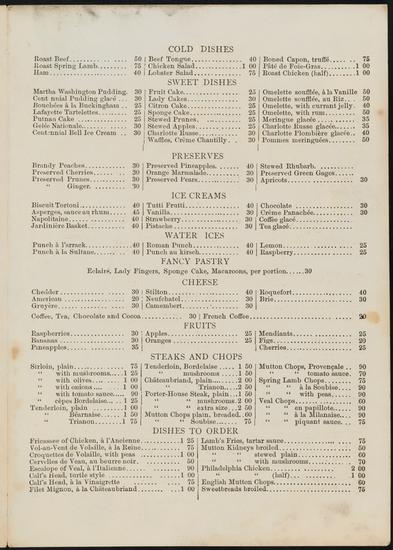 COLD DISHES
Roast Beef 50
Roast Spring Lamb 75
Ham 40
Beef Tongue 40
Chicken Salad 1 00
Lobster Salad 75
Boned Capon, truffé 75
Pâté de Foie-Gras 1 00
Roast Chicken (half) 1 00
SWEET DISHES
Martha Washington Pudding. 30
Centennial Pudding glacé 30
Bouchées à la Buckingham 25
Lafayette Tartelettes 25
Putnam Cake 25
Gelée Nationale 30
Centennial Bell Ice Cream 30
Fruit Cake 25
Lady Cakes 30
Citron Cake 25
Sponge Cake 25
Stewed Prunes 25
Stewed Apples 25
Charlotte Russe 30
Waffles, Crème Chantilly 30
Omelette soufflée, à la Vanille 50
Omelette soufflée, au Riz 50
Omelette, with currant jelly 40
Omelette, with rum 50
Meringue glacée 35
Charlotte Russe glacée 35
Charlotte Plombière glacée 40
Pommes meringuées 50
PRESERVES
Brandy Peaches 30
Preserved Cherries 30
Preserved Prunes 30
" Ginger 30
Preserved Pineapples 40
Orange Marmalade 30
Preserved Pears 30
Stewed Rhubarb
Preserved Green Gages
Apricots 30
ICE CREAMS
Biscuit Tortoni 40
Asperges, sauce au rhum 45
Napolitaine 40
Jardinière Basket 40
Tutti Frutti 40
Vanilla 30
Strawberry 30
Pistache 30
Chocolate 30
Crème Panachée 30
Coffee glacé
Tea glacé
WATER ICES
Punch à l'arrack 40
Punch à la Sultane 40
Roman Punch 40
Punch au kirsch 40
Lemon 25
Raspberry 25
FANCY PASTRY
Eclairs, Lady Fingers, Sponge Cake, Macaroons, per portion 30
CHEESE
Chedder 30
American 20
Gruyère 30
Stilton 40
Neufchatel 30
Camembert 30
Roquefort 40
Brie 30
Coffee, Tea, Chocolate and Cocoa 30
French Coffee 20
FRUITS
Raspberries 30
Bananas 30
Pineapples 35
Apples 25
Oranges 25
Mendiants 25
Figs 20
Cherries 25
STEAKS AND CHOPS
Sirloin, plain 75
" with mushrooms 1 25
" with olives 1 00
" with onions 1 00
" with tomato sauce 90
" cèpes Bordelaise 1 25
Tenderloin, plain 1 00
" Béarnaise 1 50
" Trianon 1 50
Tenderloin, Bordelaise 1 50
" mushrooms 1 50
Châteaubriand, plain 2 00
" Trianon 2 50
Porter-House Steak, plain 1 50
" " mushrooms 2 00
" " extra size 2 50
Mutton Chops plain, breaded 60
" " Soubise 75
Mutton Chops, Provençale 90
" " tomato sauce 70
Spring Lamb Chops 75
" " à la Soubise 90
" " with peas 90
Veal Chops 60
" " en papillote 90
" " à la Milanaise 90
" " piquant sauce 75
DISHES TO ORDER
Fricassee of Chicken, à l'Ancienne 1 25
Vol-au-Vent de Volaille, à la Reine 75
Croquettes de Volaille, with peas 1 00
Cervelles de Veau, au beurre noir 50
Escalope of Veal, à l'Italienne 90
Calf's Head, turtle style 1 00
Calf's Head, à la Vinaigrette 75
Filet Mignon, à la Châteaubriand 1 00
Lamb's Fries, tartar sauce 75
Mutton Kidneys broiled 50
" " stewed plain 60
" " with mushrooms 70
Philadelphia Chicken 2 00
" " (half) 1 00
English Mutton Chops 60
Sweetbreads broiled 75